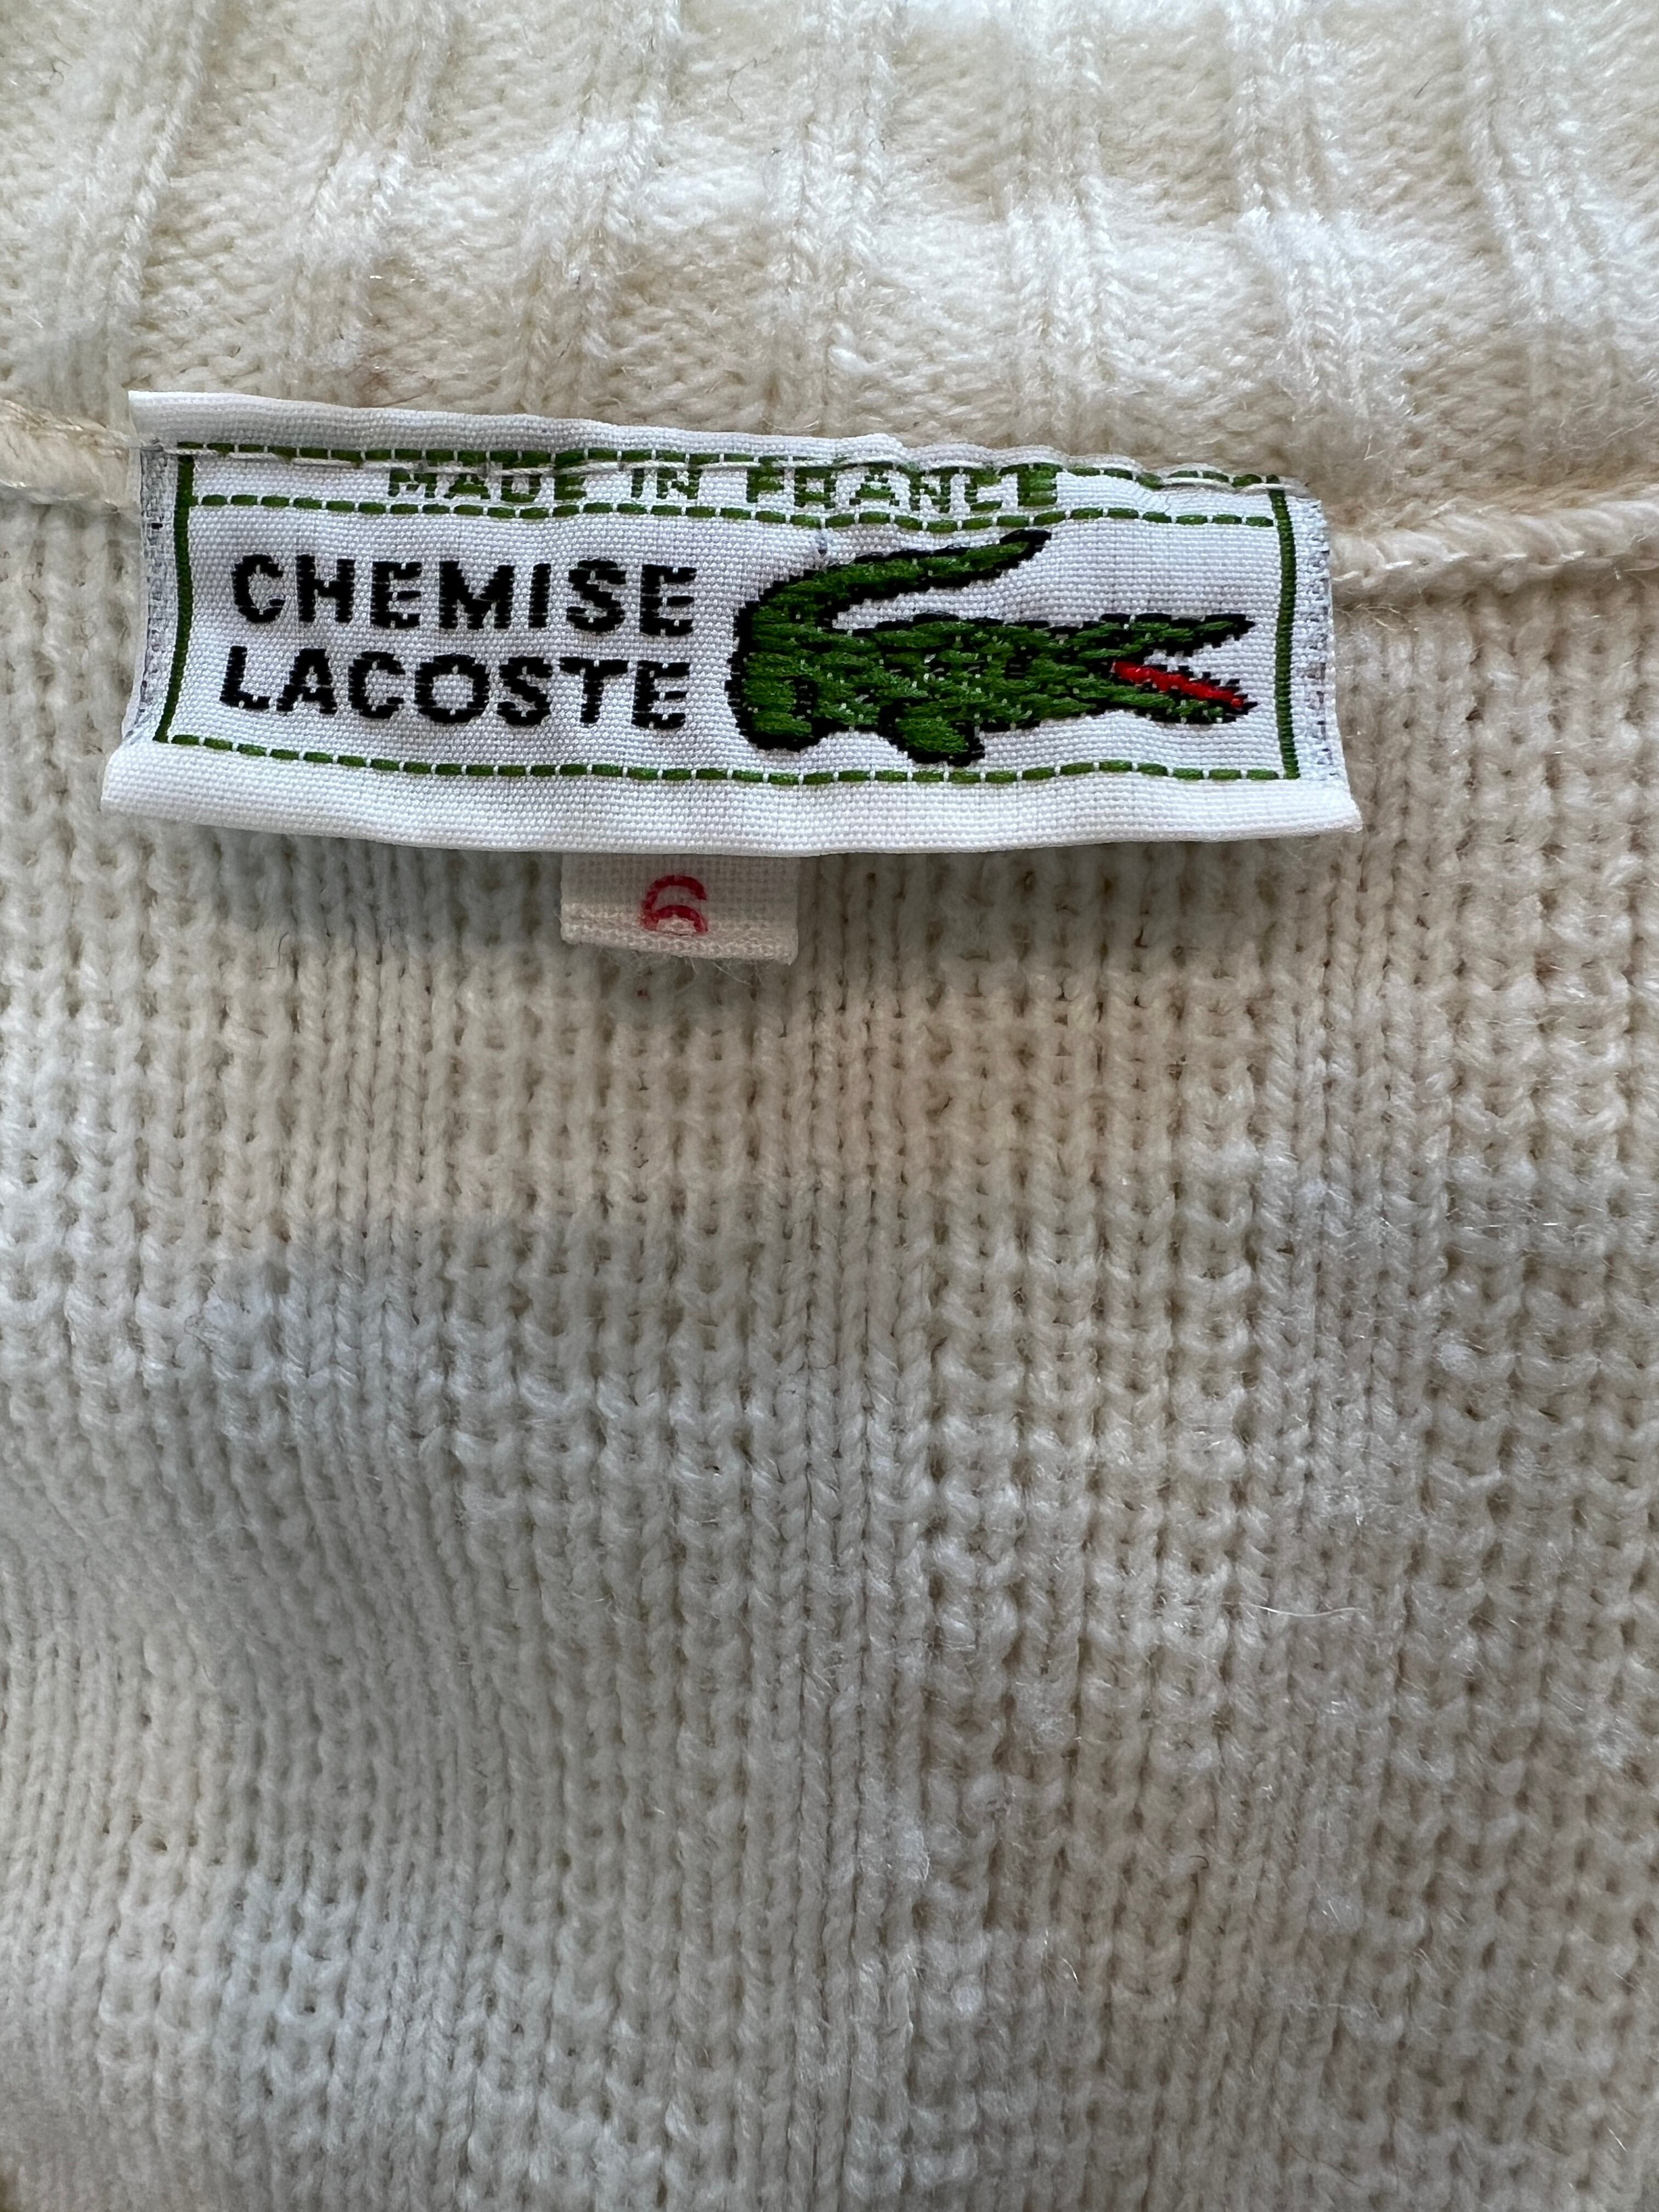 MADE IN FRANCE
CHEMISE
LACOSTE
6